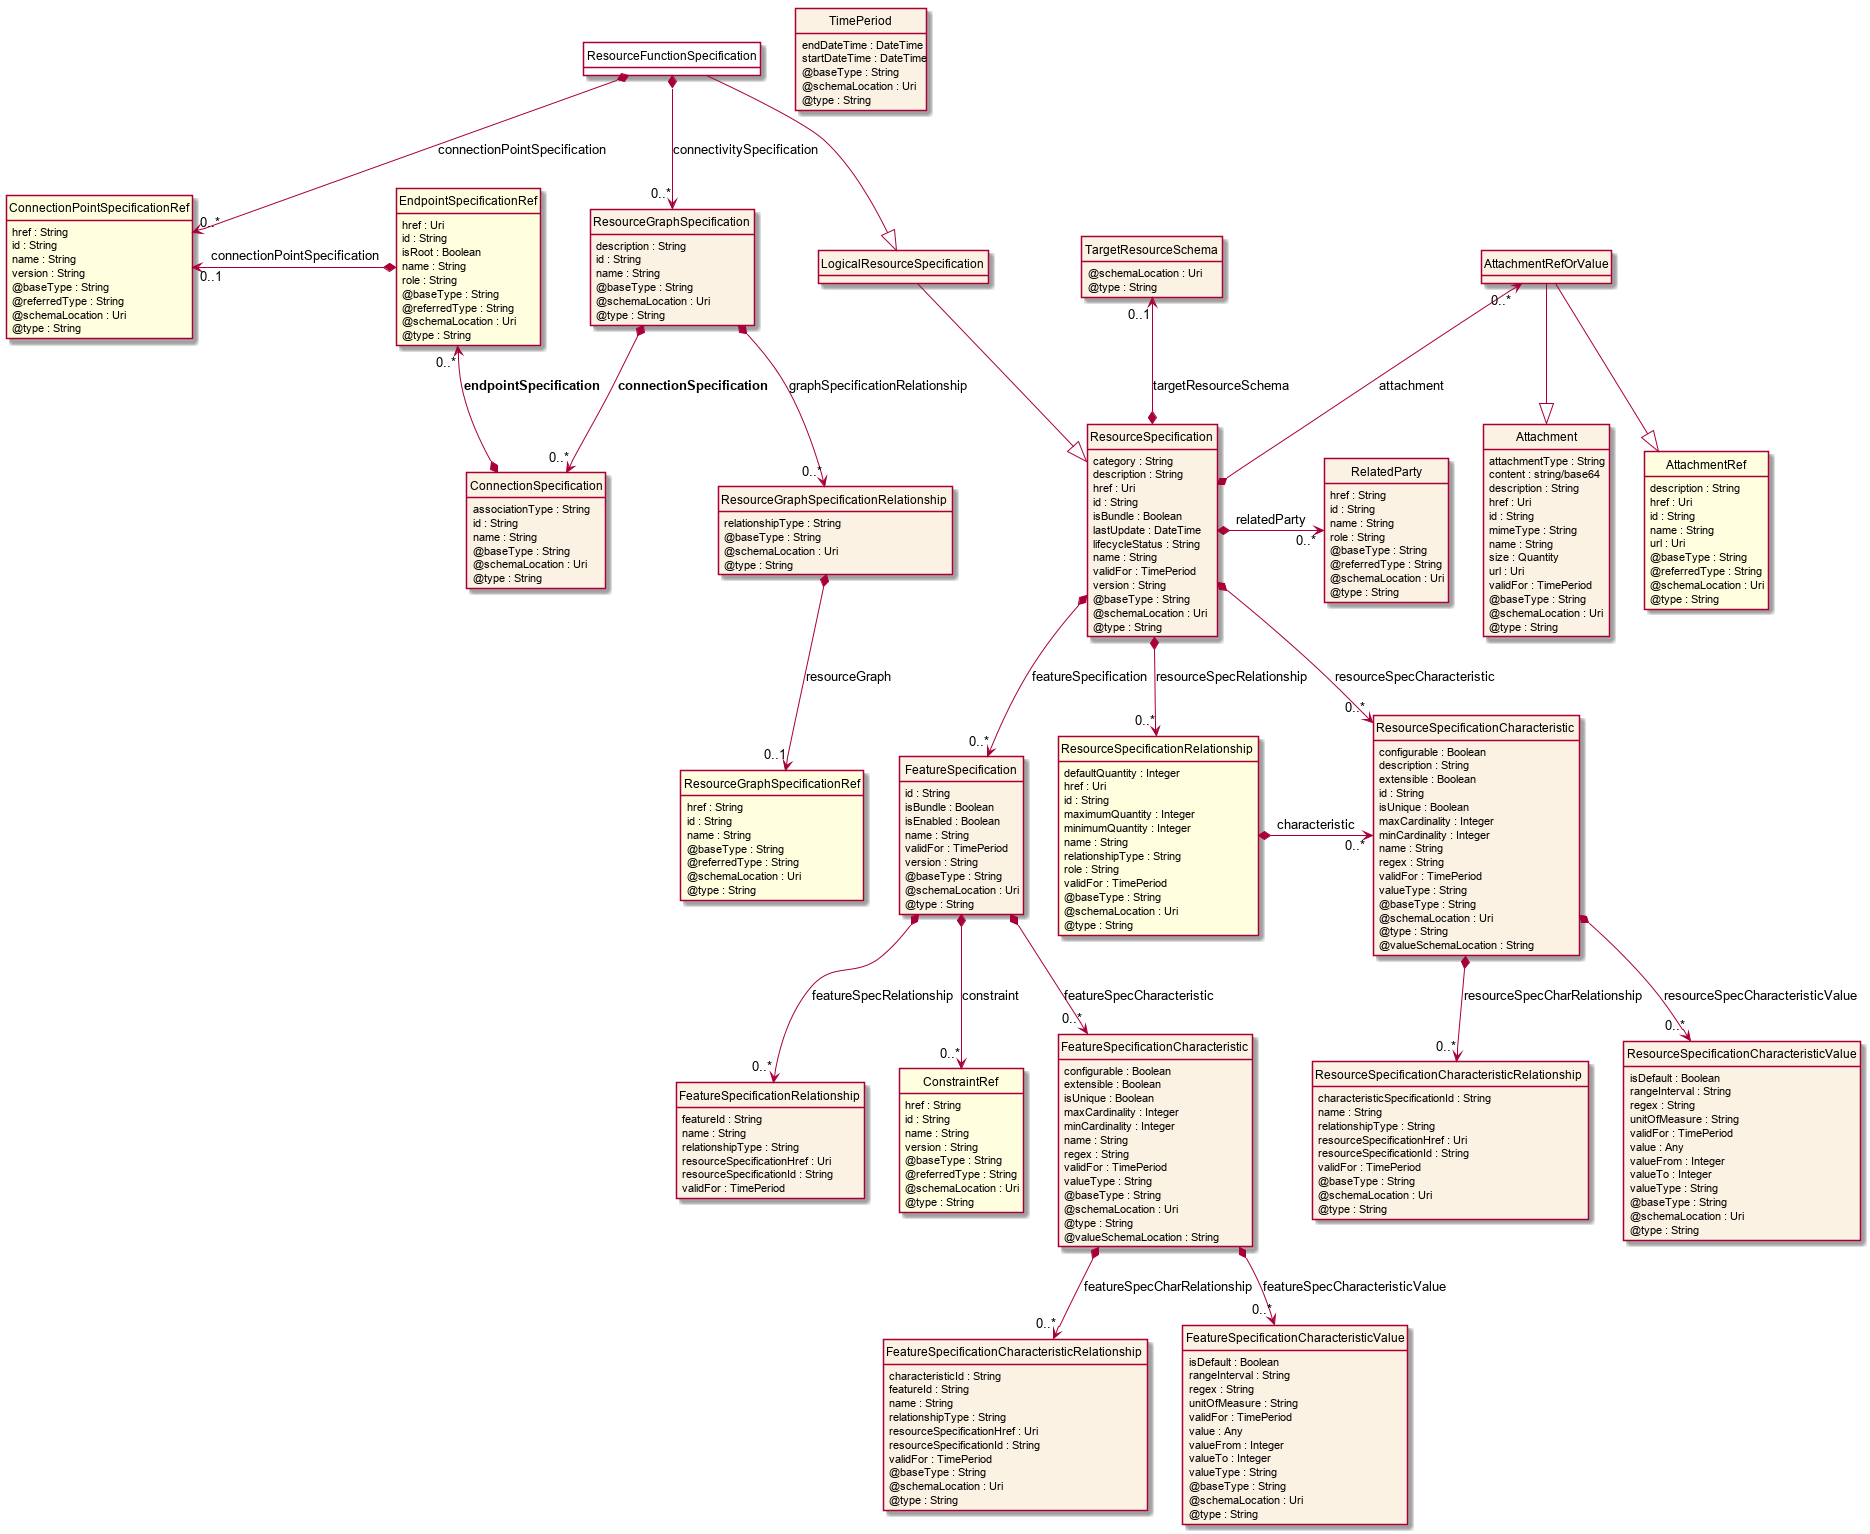 TimePeriod
endDateTime : DateTime
startDateTime : DateTime
@baseType : String
@schemaLocation : Uri
@type : String
ResourceFunctionSpecification
connectionPointSpecification
connectivitySpecification
0..*
0..*
ConnectionPointSpecificationRef
href : String
id : String
name : String
version : String
@baseType : String
@referredType : String
@schemaLocation : Uri
@type : String
connectionPointSpecification
0..1
EndpointSpecificationRef
href : Uri
id : String
isRoot : Boolean
name : String
role : String
@baseType : String
@referredType : String
@schemaLocation : Uri
@type : String
ResourceGraphSpecification
description : String
id : String
name : String
@baseType : String
@schemaLocation : Uri
@type : String
LogicalResourceSpecification
TargetResourceSchema
@schemaLocation : Uri
@type : String
AttachmentRefOrValue
0..1
0..*
0..*
endpointSpecification
connectionSpecification
graphSpecificationRelationship
targetResourceSchema
attachment
0..*
0..*
ConnectionSpecification
associationType : String
id : String
name : String
@baseType : String
@schemaLocation : Uri
@type : String
ResourceGraphSpecificationRelationship
relationshipType : String
@baseType : String
@schemaLocation : Uri
@type : String
ResourceSpecification
category : String
description : String
href : Uri
id : String
isBundle : Boolean
lastUpdate : DateTime
lifecycleStatus : String
name : String
validFor : TimePeriod
version : String
@baseType : String
@schemaLocation : Uri
@type : String
relatedParty
0..*
RelatedParty
href : String
id : String
name : String
role : String
@baseType : String
@referredType : String
@schemaLocation : Uri
@type : String
Attachment
attachmentType : String
content : string/base64
description : String
href : Uri
id : String
mimeType : String
name : String
size : Quantity
url : Uri
validFor : TimePeriod
@baseType : String
@schemaLocation : Uri
@type : String
AttachmentRef
description : String
href : Uri
id : String
name : String
url : Uri
@baseType : String
@referredType : String
@schemaLocation : Uri
@type : String
resourceGraph
featureSpecification
resourceSpecRelationship
resourceSpecCharacteristic
0..1
0..*
0..*
0..*
ResourceGraphSpecificationRef
href : String
id : String
name : String
@baseType : String
@referredType : String
@schemaLocation : Uri
@type : String
FeatureSpecification
id : String
isBundle : Boolean
isEnabled : Boolean
name : String
validFor : TimePeriod
version : String
@baseType : String
@schemaLocation : Uri
@type : String
ResourceSpecificationRelationship
defaultQuantity : Integer
href : Uri
id : String
maximumQuantity : Integer
minimumQuantity : Integer
name : String
relationshipType : String
role : String
validFor : TimePeriod
@baseType : String
@schemaLocation : Uri
@type : String
characteristic
0..*
ResourceSpecificationCharacteristic
configurable : Boolean
description : String
extensible : Boolean
id : String
isUnique : Boolean
maxCardinality : Integer
minCardinality : Integer
name : String
regex : String
validFor : TimePeriod
valueType : String
@baseType : String
@schemaLocation : Uri
@type : String
@valueSchemaLocation : String
featureSpecRelationship
constraint
featureSpecCharacteristic
resourceSpecCharRelationship
resourceSpecCharacteristicValue
0..*
0..*
0..*
0..*
0..*
FeatureSpecificationRelationship
featureId : String
name : String
relationshipType : String
resourceSpecificationHref : Uri
resourceSpecificationId : String
validFor : TimePeriod
ConstraintRef
href : String
id : String
name : String
version : String
@baseType : String
@referredType : String
@schemaLocation : Uri
@type : String
FeatureSpecificationCharacteristic
configurable : Boolean
extensible : Boolean
isUnique : Boolean
maxCardinality : Integer
minCardinality : Integer
name : String
regex : String
validFor : TimePeriod
valueType : String
@baseType : String
@schemaLocation : Uri
@type : String
@valueSchemaLocation : String
ResourceSpecificationCharacteristicRelationship
characteristicSpecificationId : String
name : String
relationshipType : String
resourceSpecificationHref : Uri
resourceSpecificationId : String
validFor : TimePeriod
@baseType : String
@schemaLocation : Uri
@type : String
ResourceSpecificationCharacteristicValue
isDefault : Boolean
rangeInterval : String
regex : String
unitOfMeasure : String
validFor : TimePeriod
value : Any
valueFrom : Integer
valueTo : Integer
valueType : String
@baseType : String
@schemaLocation : Uri
@type : String
featureSpecCharRelationship
featureSpecCharacteristicValue
0..*
0..*
FeatureSpecificationCharacteristicRelationship
characteristicId : String
featureId : String
name : String
relationshipType : String
resourceSpecificationHref : Uri
resourceSpecificationId : String
validFor : TimePeriod
@baseType : String
@schemaLocation : Uri
@type : String
FeatureSpecificationCharacteristicValue
isDefault : Boolean
rangeInterval : String
regex : String
unitOfMeasure : String
validFor : TimePeriod
value : Any
valueFrom : Integer
valueTo : Integer
valueType : String
@baseType : String
@schemaLocation : Uri
@type : String